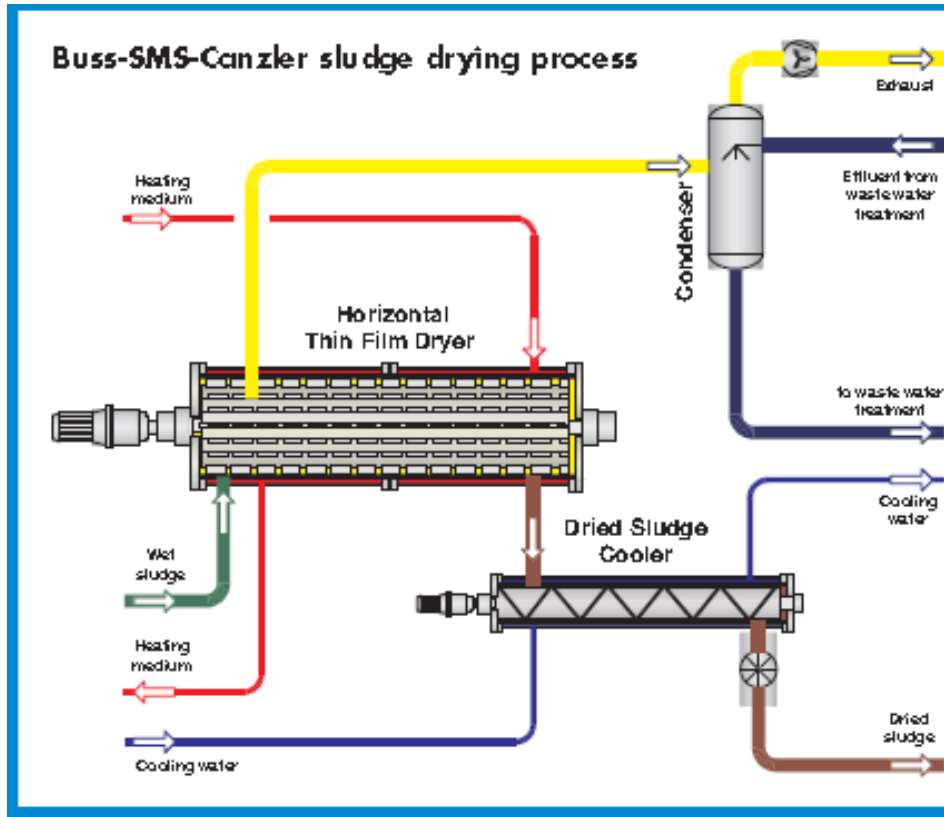 Buss-SMS-Canzler sludge drying process
Exhaust
Heating
medium
Effluent from
waste water
treatment
Condenser
Horizontal
Thin Film Dryer
to waste water
treatment
Cooling
water
Dried Sludge
Cooler
Wet
sludge
Heating
medium
Dried
sludge
Cooling water